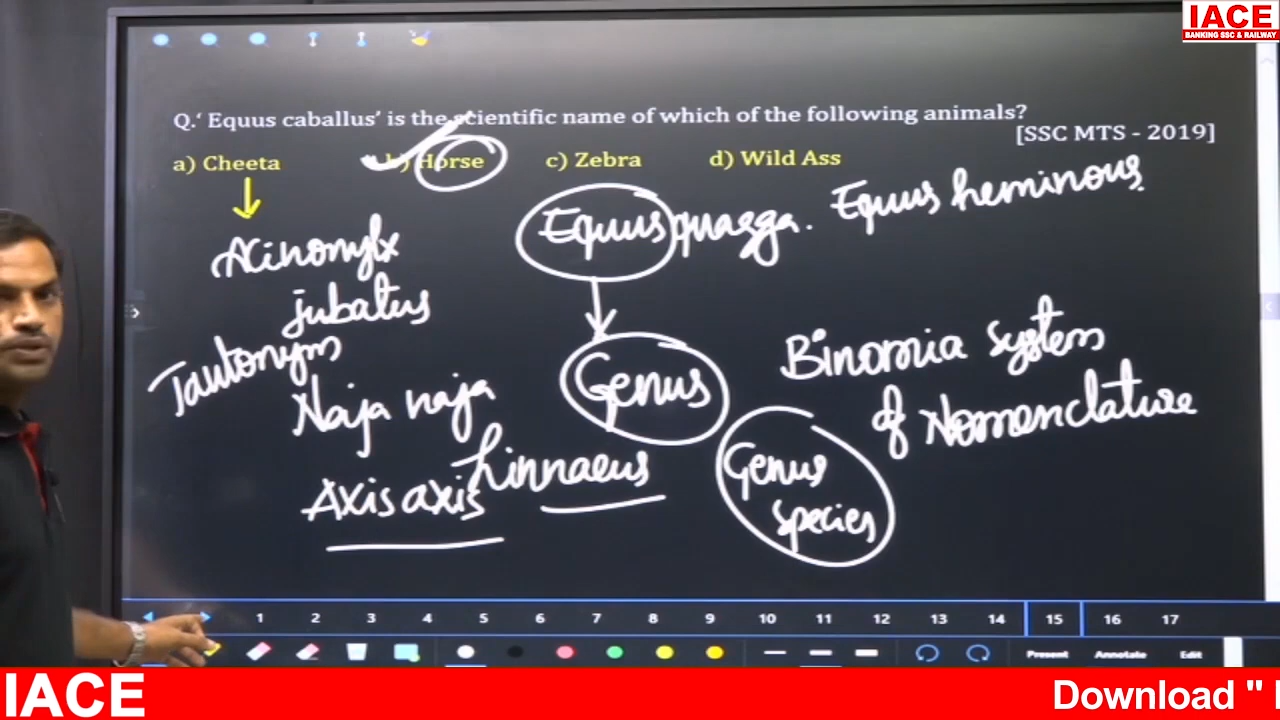 IACE
BANKING SSC & RAILWAY
Q.‘ Equus caballus’ is the scientific name of which of the following animals?
[SSC MTS - 2019]
a) Cheeta b) Horse c) Zebra d) Wild Ass
Equus quagga. Equus heminous.
Acinonyx
jubatus
Tautonyms
Naja naja
Axis axis
Linnaeus
Genus
Binomia System
of Nomenclature
Genus
species
1 2 3 4 5 6 7 8 9 10 11 12 13 14 15 16 17
Present Annotate Edit
IACE
Download "